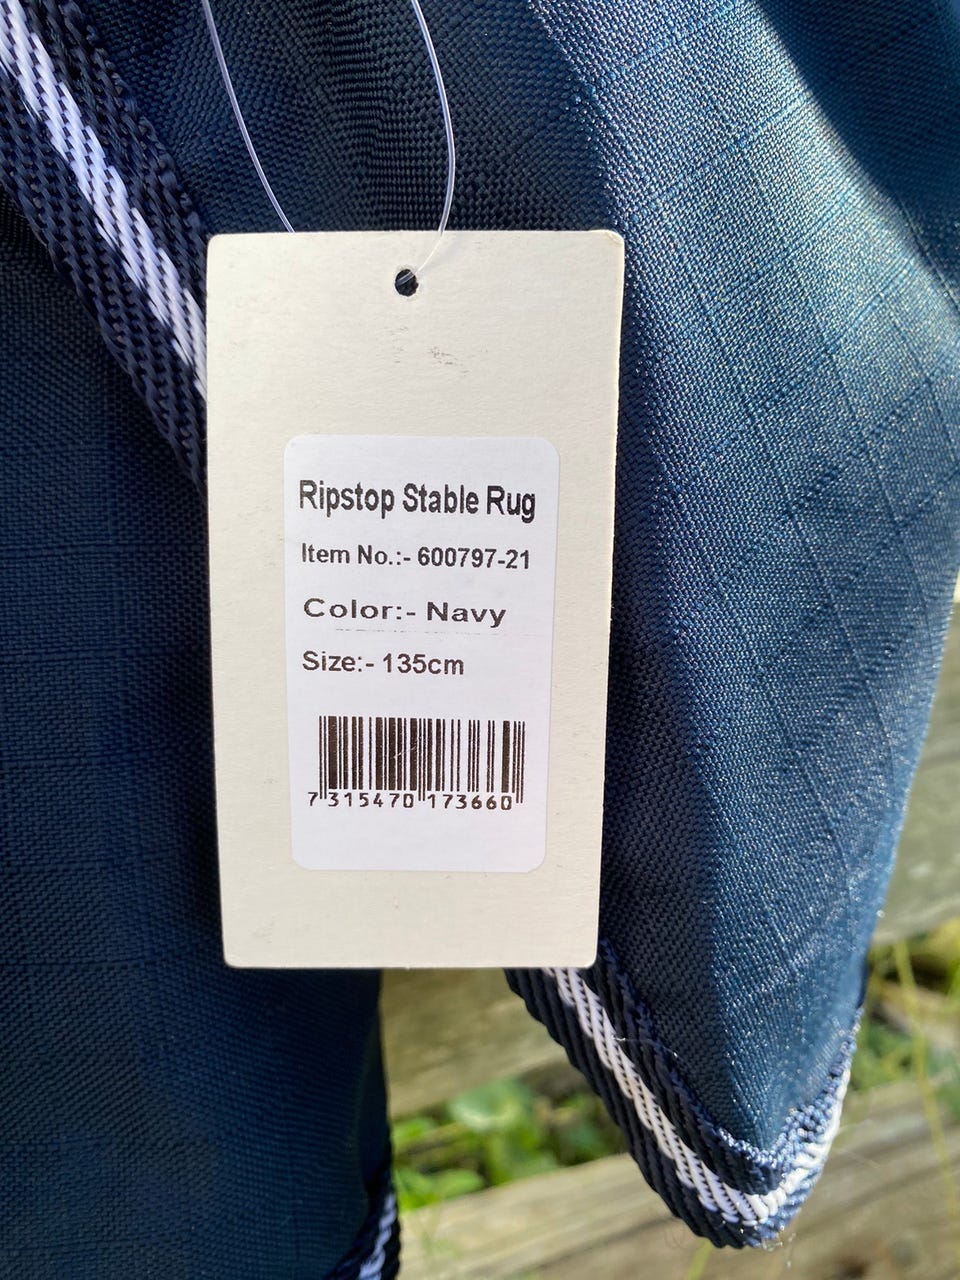 Ripstop Stable Rug
Item No.:- 600797-21
Color:- Navy
Size:- 135cm
7 315470 173660